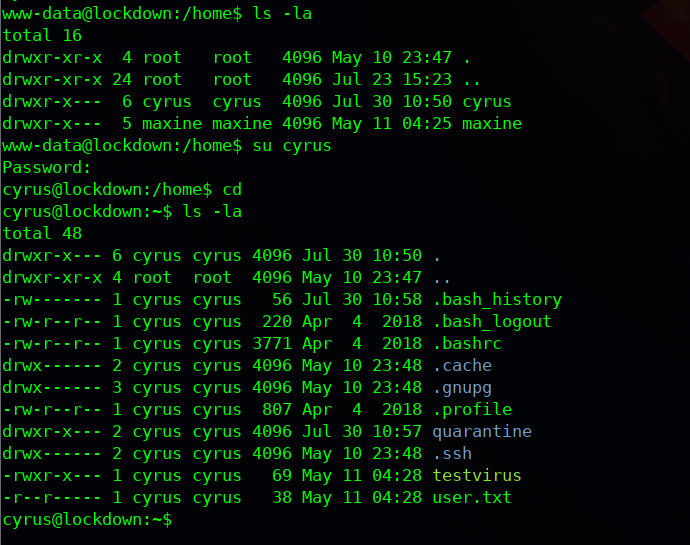 www-data@lockdown:/home$ ls -la
total 16
drwxr-xr-x  4 root   root   4096 May 10 23:47 .
drwxr-xr-x 24 root   root   4096 Jul 23 15:23 ..
drwxr-x---  6 cyrus  cyrus  4096 Jul 30 10:50 cyrus
drwxr-x---  5 maxine maxine 4096 May 11 04:25 maxine
www-data@lockdown:/home$ su cyrus
Password:
cyrus@lockdown:/home$ cd
cyrus@lockdown:~$ ls -la
total 48
drwxr-x--- 6 cyrus cyrus 4096 Jul 30 10:50 .
drwxr-xr-x 4 root  root  4096 May 10 23:47 ..
-rw------- 1 cyrus cyrus   56 Jul 30 10:58 .bash_history
-rw-r--r-- 1 cyrus cyrus  220 Apr  4  2018 .bash_logout
-rw-r--r-- 1 cyrus cyrus 3771 Apr  4  2018 .bashrc
drwx------ 2 cyrus cyrus 4096 May 10 23:48 .cache
drwx------ 3 cyrus cyrus 4096 May 10 23:48 .gnupg
-rw-r--r-- 1 cyrus cyrus  807 Apr  4  2018 .profile
drwxr-x--- 2 cyrus cyrus 4096 Jul 30 10:57 quarantine
drwx------ 2 cyrus cyrus 4096 May 10 23:48 .ssh
-rwxr-x--- 1 cyrus cyrus   69 May 11 04:28 testvirus
-r--r----- 1 cyrus cyrus   38 May 11 04:28 user.txt
cyrus@lockdown:~$